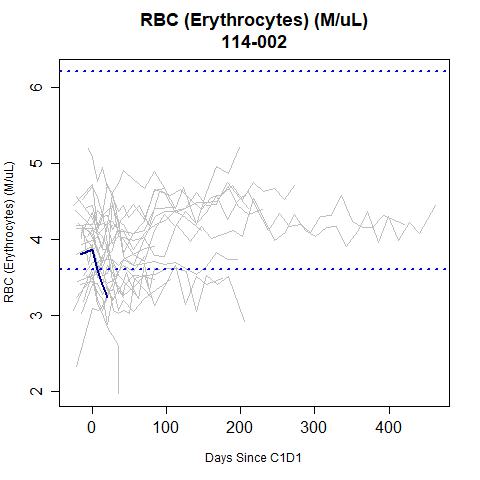 RBC (Erythrocytes) (M/uL)
114-002
RBC (Erythrocytes) (M/uL)
6
5
4
3
2
0 100 200 300 400
Days Since C1D1